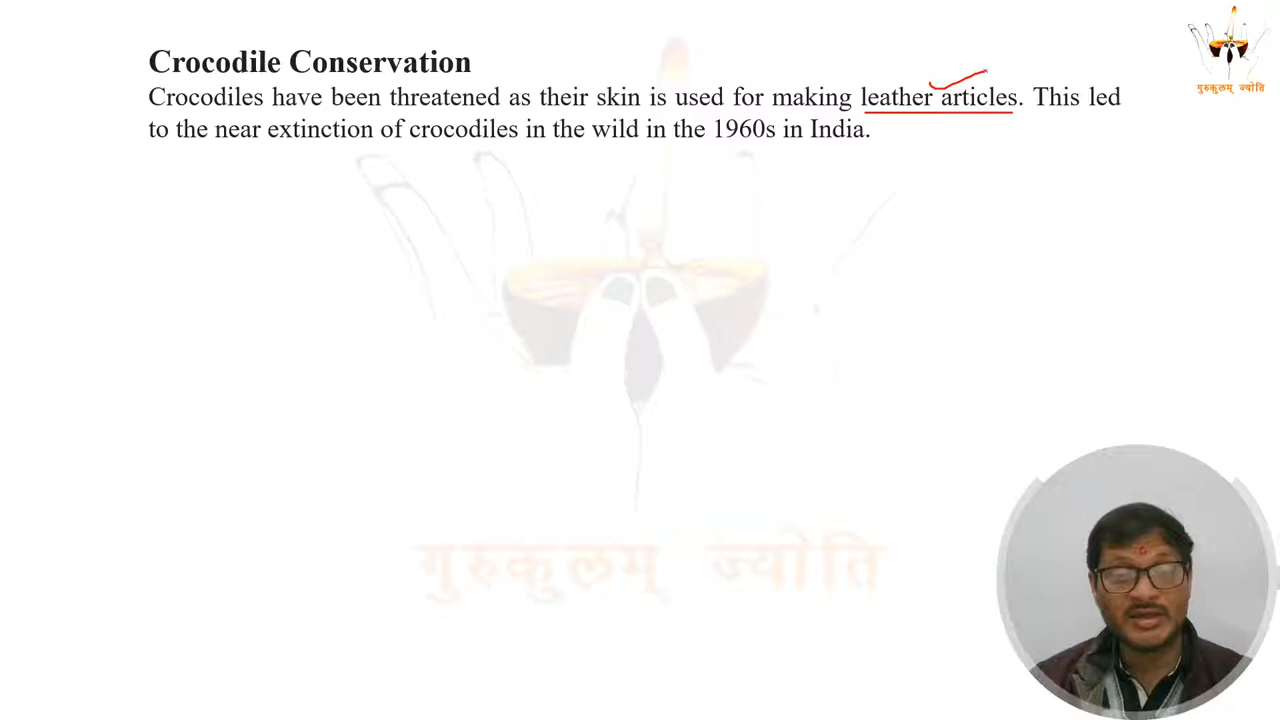 Crocodile Conservation
Crocodiles have been threatened as their skin is used for making leather articles. This led
to the near extinction of crocodiles in the wild in the 1960s in India.
गुरुकुलम् ज्योति
गुरुकुलम् ज्योति